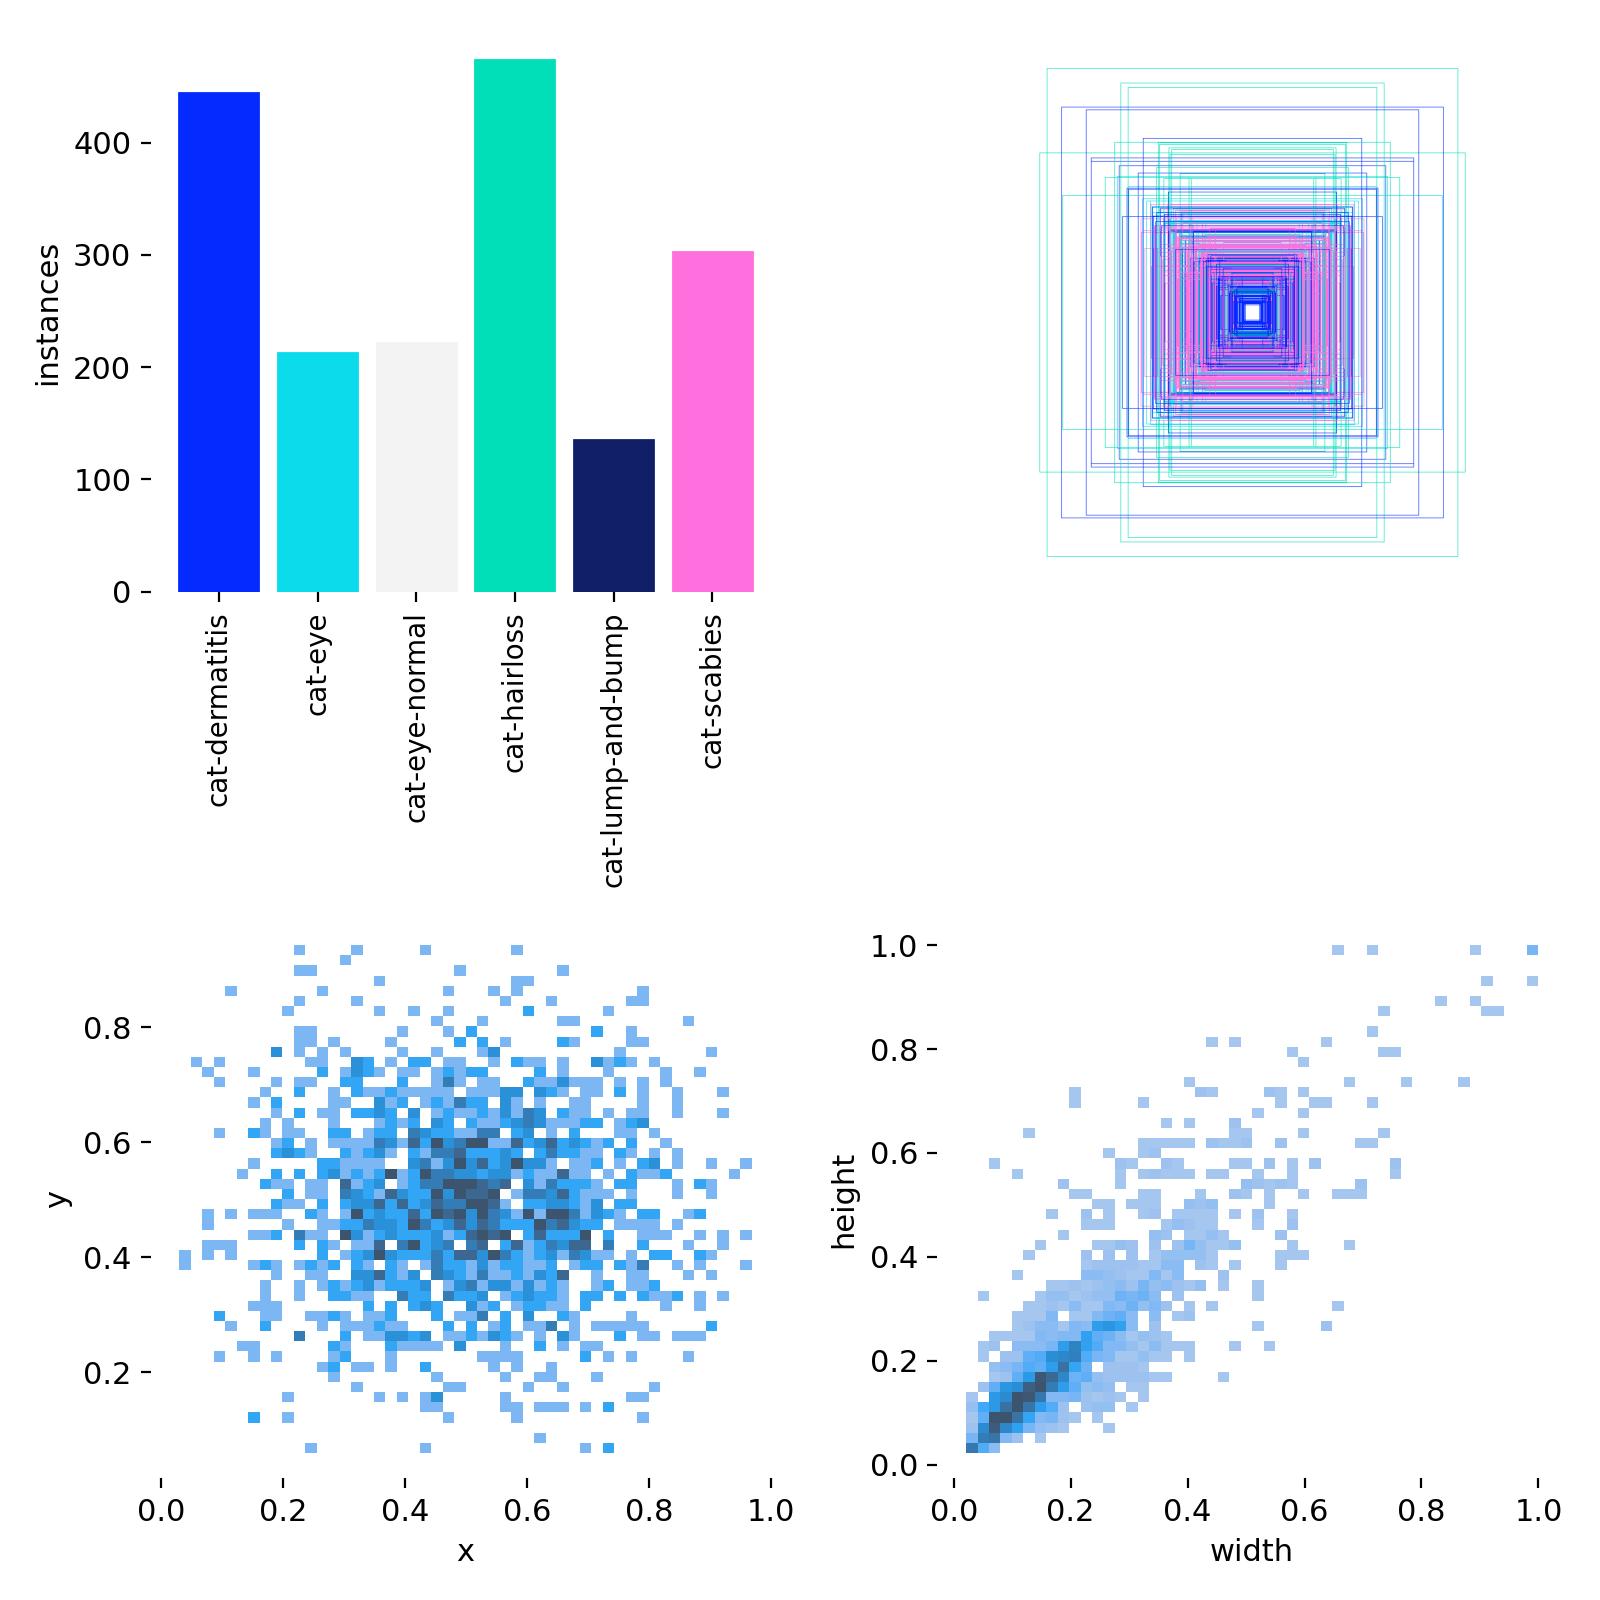 instances
400
300
200
100
0
cat-dermatitis
cat-eye
cat-eye-normal
cat-hairloss
cat-lump-and-bump
cat-scabies
y
0.8
0.6
0.4
0.2
0.0 0.2 0.4 0.6 0.8 1.0
x
height
1.0
0.8
0.6
0.4
0.2
0.0
0.0 0.2 0.4 0.6 0.8 1.0
width